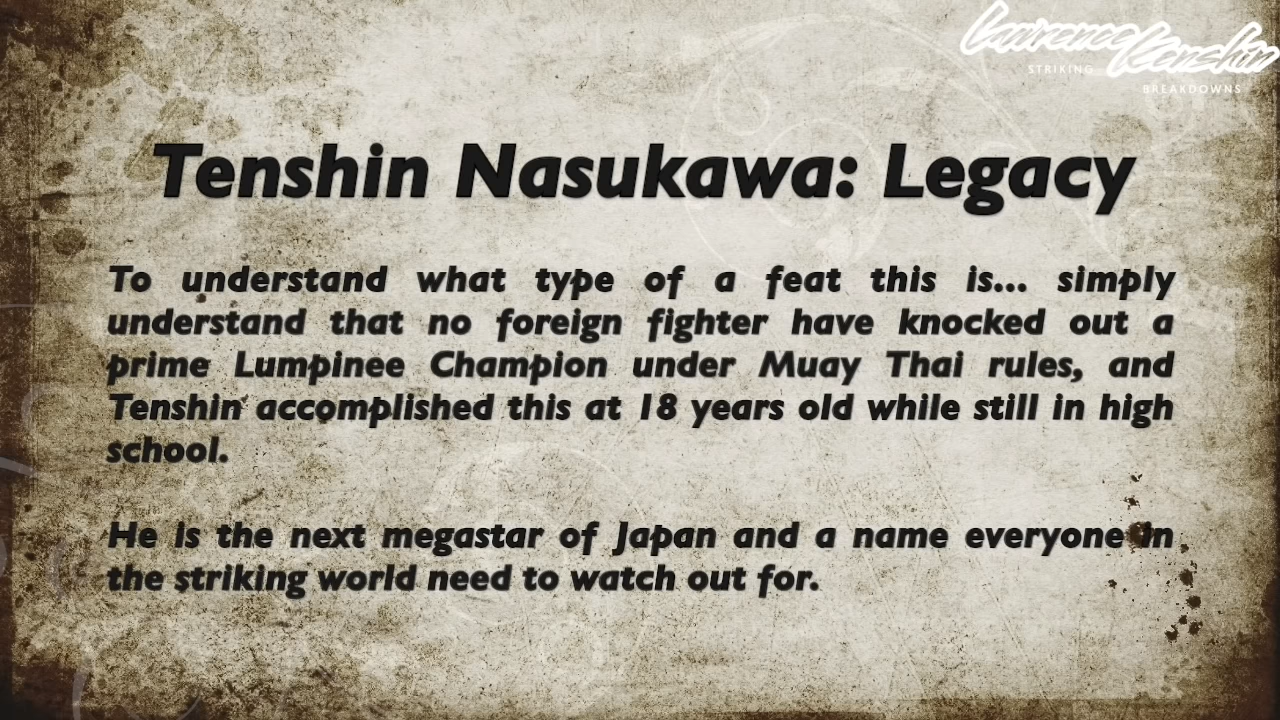 Lawrence Kenshin
STRIKING
BREAKDOWNS
Tenshin Nasukawa: Legacy
To understand what type of a feat this is... simply
understand that no foreign fighter have knocked out a
prime Lumpinee Champion under Muay Thai rules, and
Tenshin accomplished this at 18 years old while still in high
school.
He is the next megastar of Japan and a name everyone in
the striking world need to watch out for.